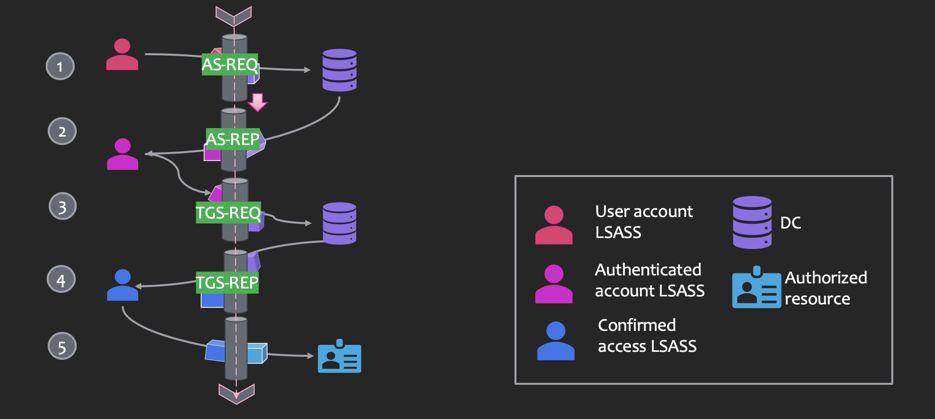 1
AS-REQ
2
AS-REP
3
TGS-REQ
4
TGS-REP
5
User account
LSASS
DC
Authenticated
account LSASS
Authorized
resource
Confirmed
access LSASS